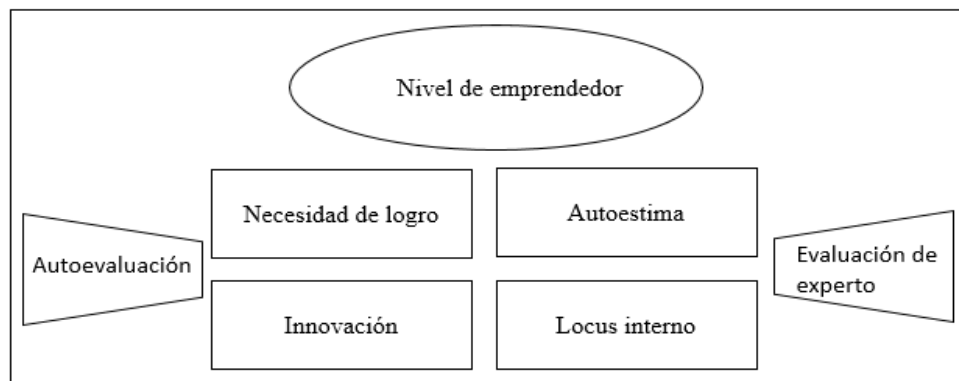 Nivel de emprendedor
Necesidad de logro
Autoestima
Autoevaluación
Evaluación de
experto
Innovación
Locus interno